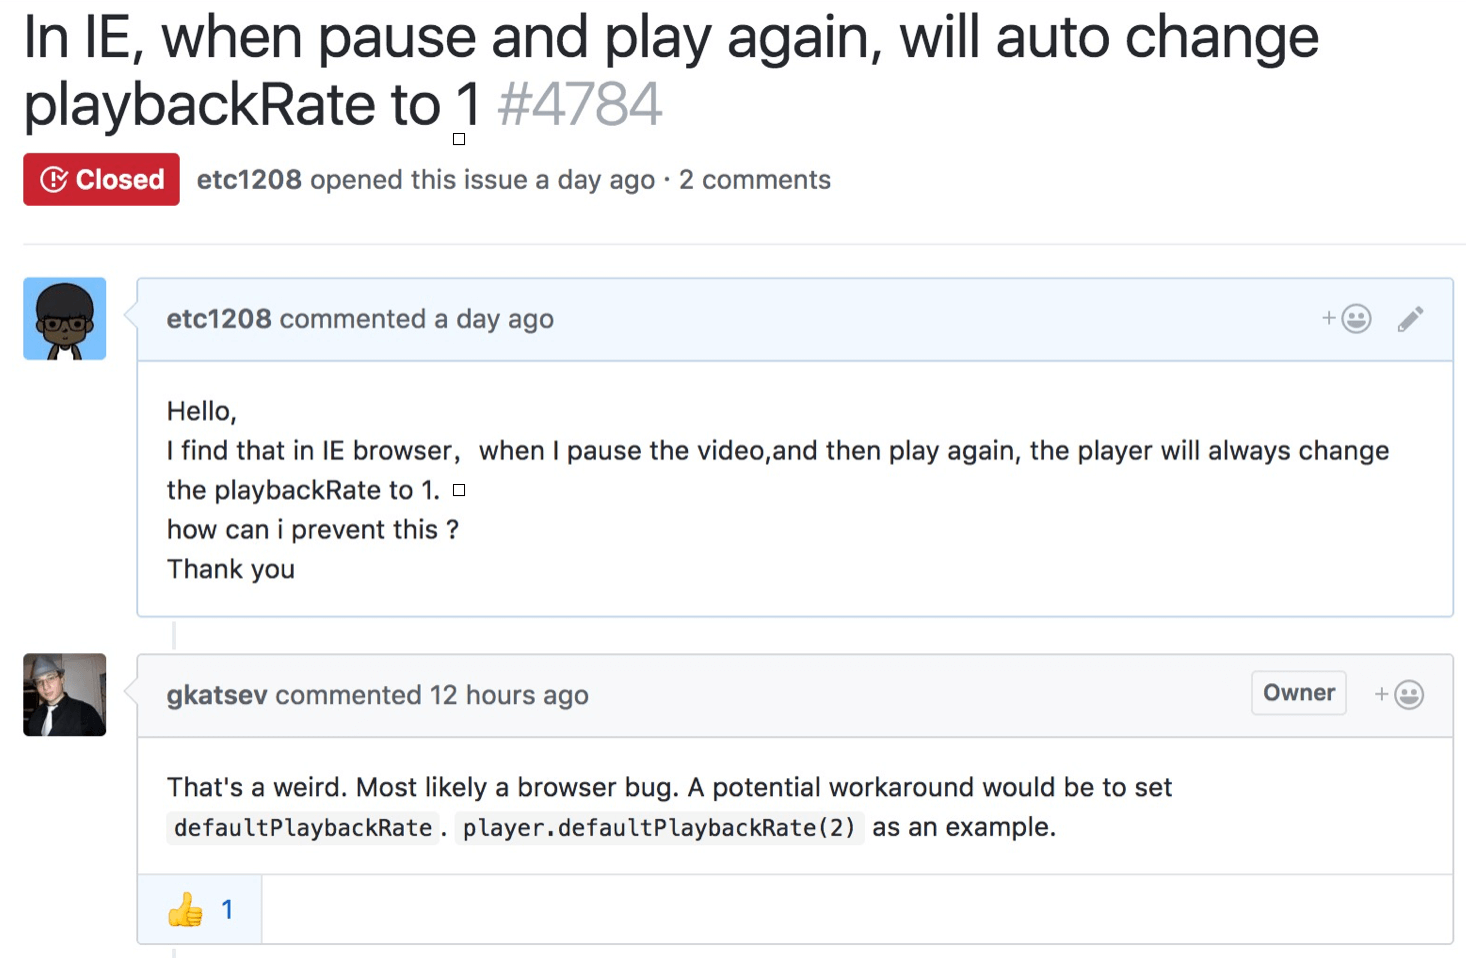 In IE, when pause and play again, will auto change
playbackRate to 1 #4784
Closed etc1208 opened this issue a day ago · 2 comments
etc1208 commented a day ago
Hello,
I find that in IE browser，when I pause the video,and then play again, the player will always change
the playbackRate to 1.
how can i prevent this ?
Thank you
gkatsev commented 12 hours ago Owner
That's a weird. Most likely a browser bug. A potential workaround would be to set
defaultPlaybackRate. player.defaultPlaybackRate(2) as an example.
👍 1